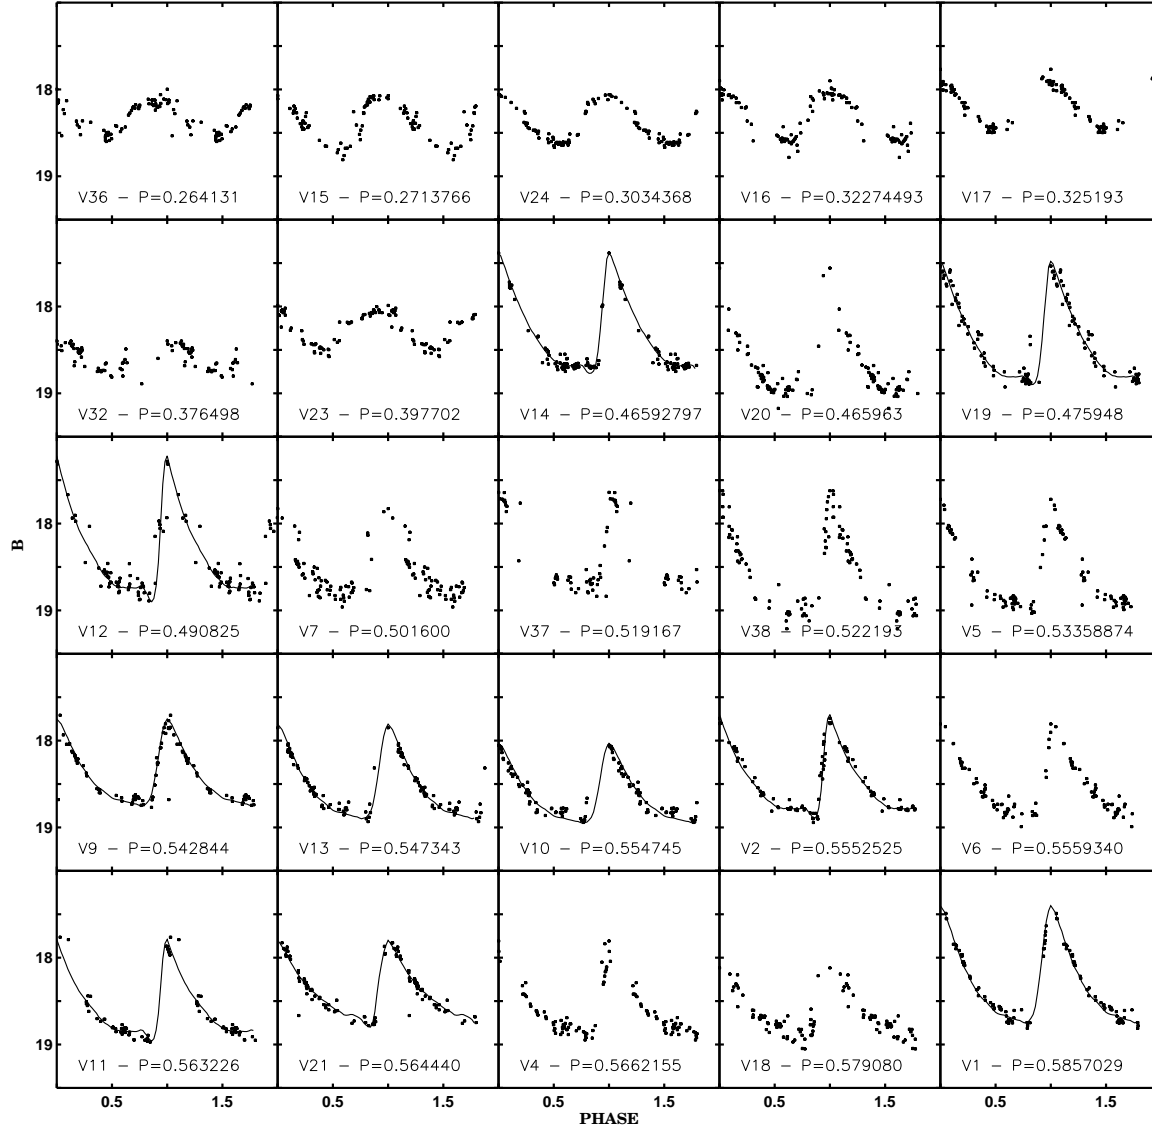 18
19
V36 − P=0.264131
V15 − P=0.2713766
V24 − P=0.3034368
V16 − P=0.32274493
V17 − P=0.325193
18
19
V32 − P=0.376498
V23 − P=0.397702
V14 − P=0.46592797
V20 − P=0.465963
V19 − P=0.475948
B
18
19
V12 − P=0.490825
V7 − P=0.501600
V37 − P=0.519167
V38 − P=0.522193
V5 − P=0.53358874
18
19
V9 − P=0.542844
V13 − P=0.547343
V10 − P=0.554745
V2 − P=0.5552525
V6 − P=0.5559340
18
19
V11 − P=0.563226
V21 − P=0.564440
V4 − P=0.5662155
V18 − P=0.579080
V1 − P=0.5857029
0.5 1.5 0.5 1.5 0.5 1.5 0.5 1.5 0.5 1.5
PHASE